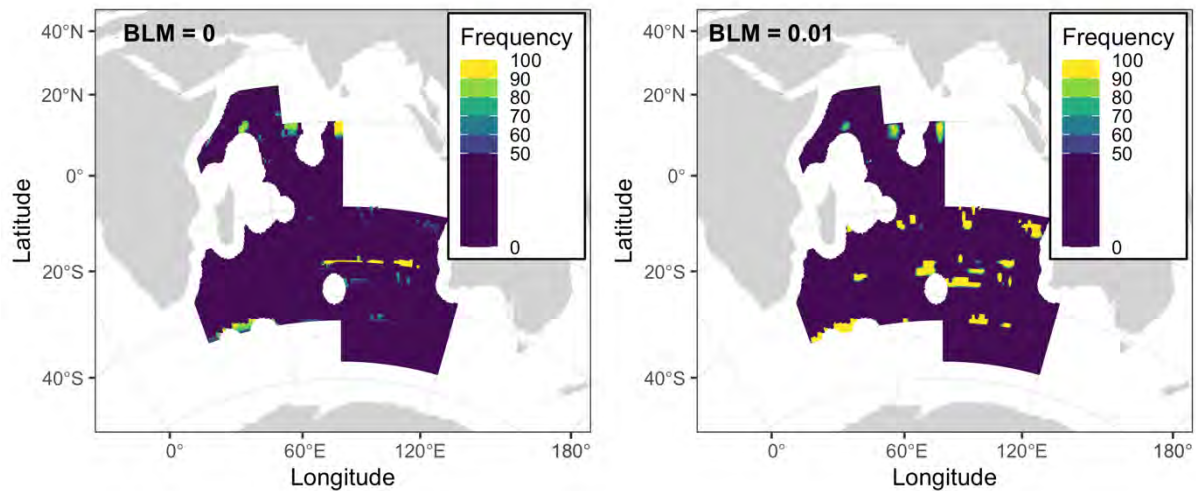 BLM = 0
Frequency
100
90
80
70
60
50
0
40°N
20°N
0°
20°S
40°S
Latitude
0°
60°E
120°E
180°
Longitude
BLM = 0.01
Frequency
100
90
80
70
60
50
0
40°N
20°N
0°
20°S
40°S
Latitude
0°
60°E
120°E
180°
Longitude